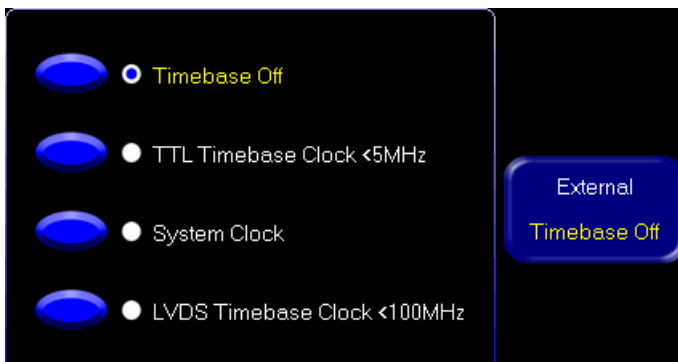 Timebase Off
TTL Timebase Clock <5MHz
System Clock
LVDS Timebase Clock <100MHz
External
Timebase Off